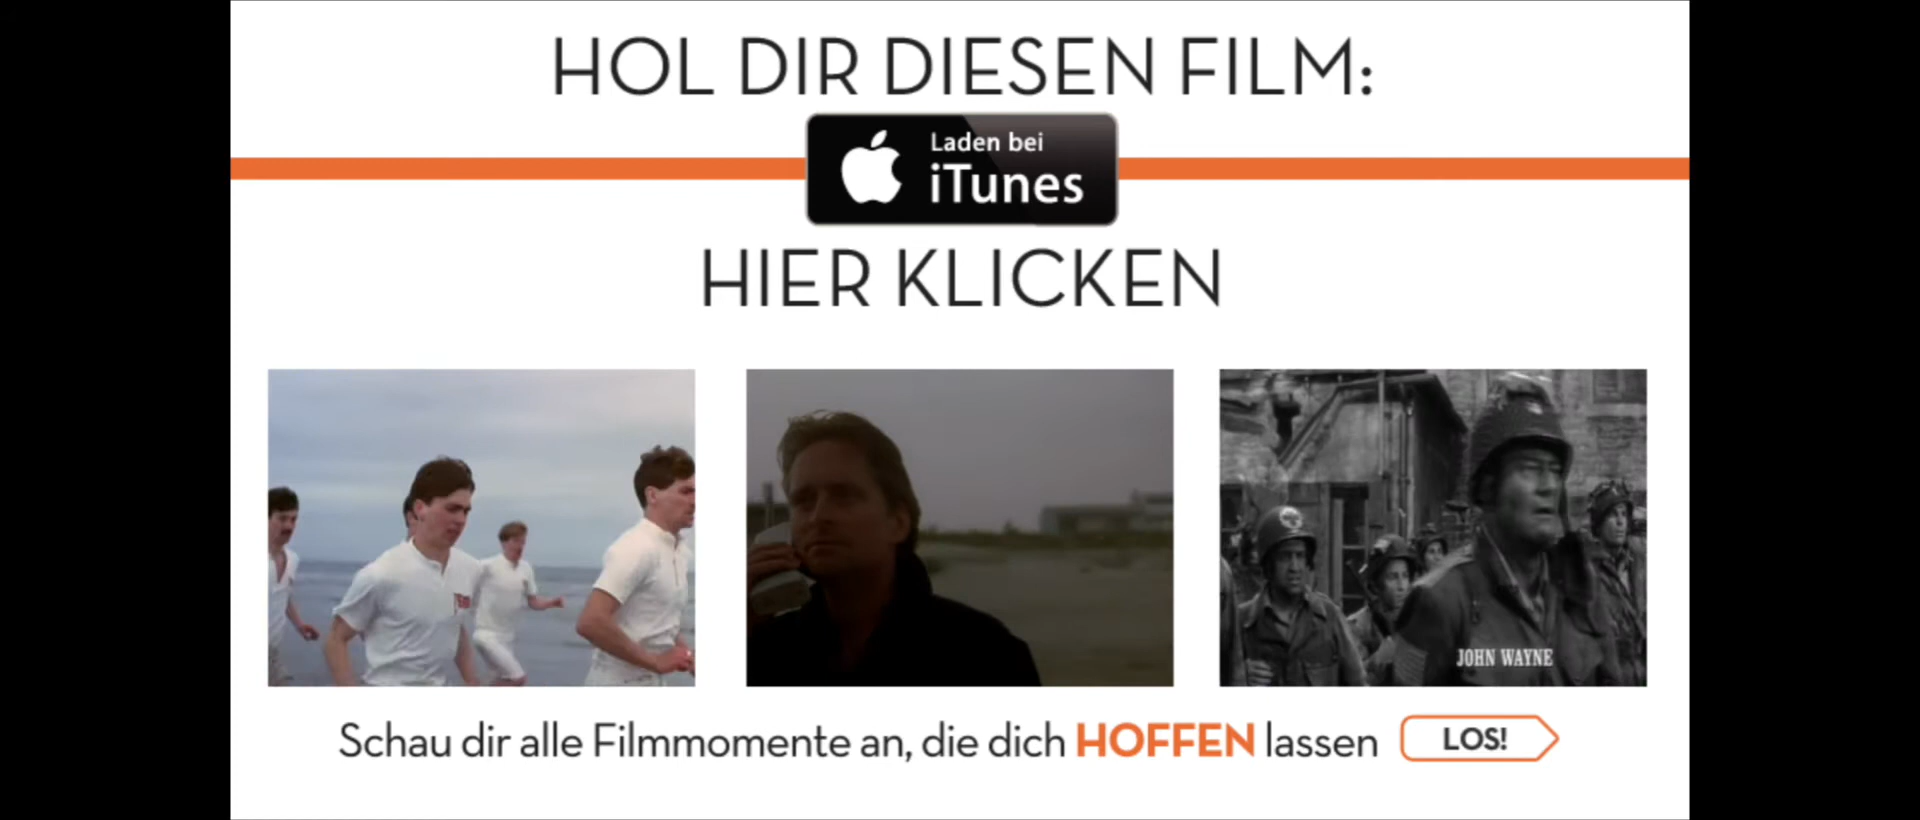 HOL DIR DIESEN FILM:
Laden bei
iTunes
HIER KLICKEN
JOHN WAYNE
Schau dir alle Filmmomente an, die dich HOFFEN lassen LOS!